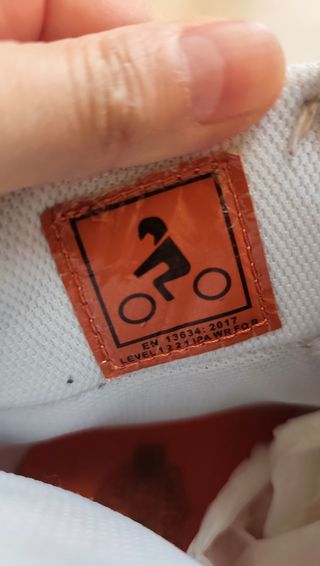 EN 13634: 2017
LEVEL 1 2 2 1 IPA WR FO R